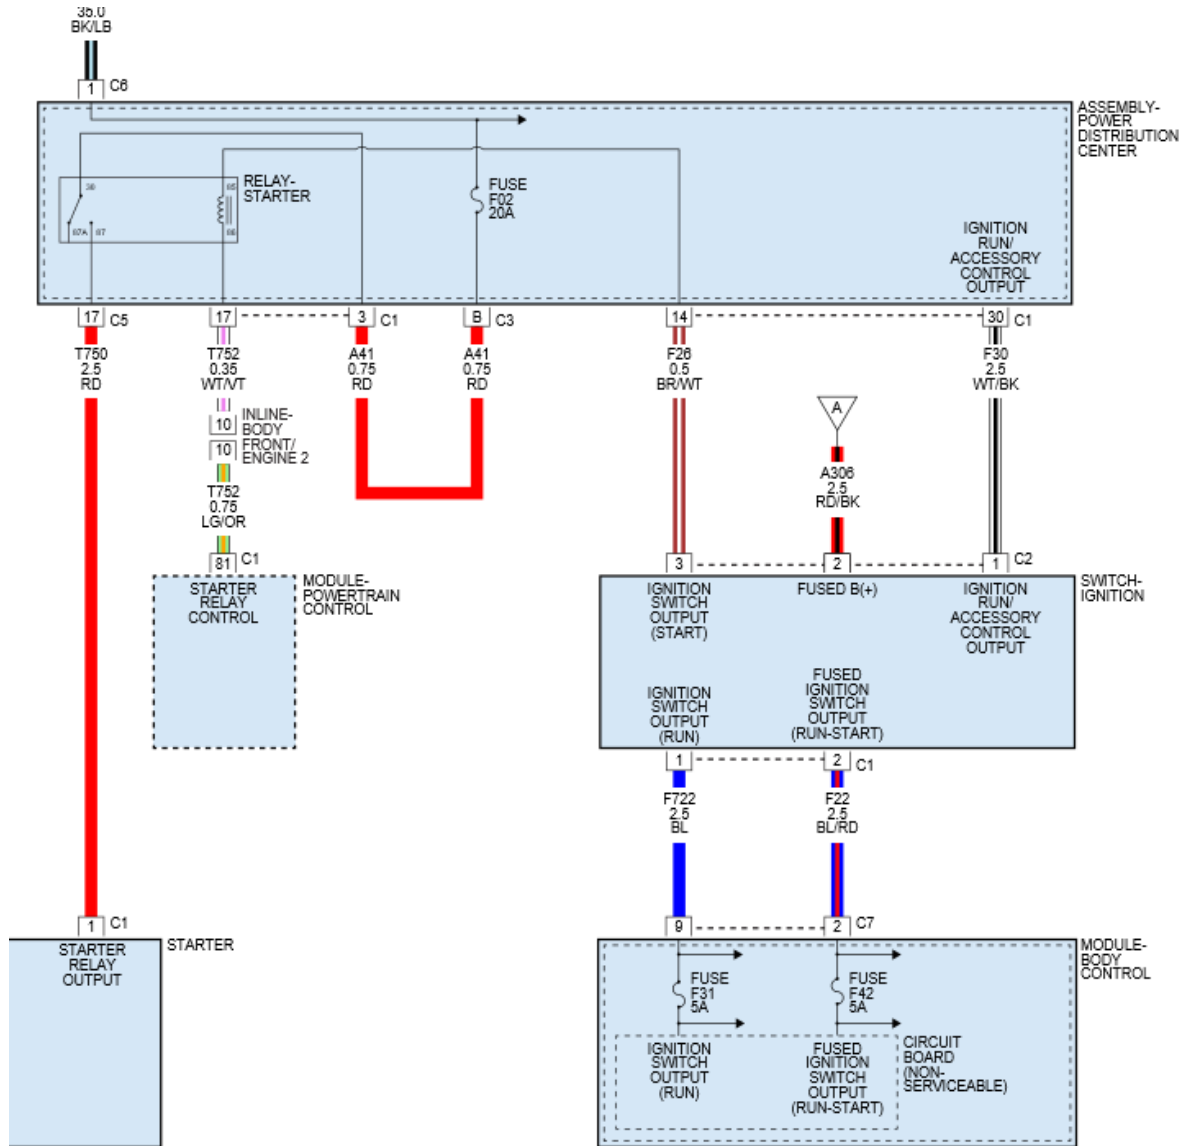 35.0
BK/LB
1 C6
ASSEMBLY-
POWER
DISTRIBUTION
CENTER
RELAY-
STARTER
30
85
87A
87
86
FUSE
F02
20A
IGNITION
RUN/
ACCESSORY
CONTROL
OUTPUT
17 C5
17
3 C1
B C3
14
30 C1
T750
2.5
RD
T752
0.35
WT/VT
A41
0.75
RD
A41
0.75
RD
F26
0.5
BR/WT
F30
2.5
WT/BK
A
10
10
INLINE-
BODY
FRONT/
ENGINE 2
A306
2.5
RD/BK
T752
0.75
LG/OR
81 C1
3
2
1 C2
MODULE-
POWERTRAIN
CONTROL
STARTER
RELAY
CONTROL
SWITCH-
IGNITION
IGNITION
SWITCH
OUTPUT
(START)
FUSED B(+)
IGNITION
RUN/
ACCESSORY
CONTROL
OUTPUT
IGNITION
SWITCH
OUTPUT
(RUN)
FUSED
IGNITION
SWITCH
OUTPUT
(RUN-START)
1
2 C1
F722
2.5
BL
F22
2.5
BL/RD
1 C1
9
2 C7
STARTER
STARTER
RELAY
OUTPUT
MODULE-
BODY
CONTROL
FUSE
F31
5A
FUSE
F42
5A
IGNITION
SWITCH
OUTPUT
(RUN)
FUSED
IGNITION
SWITCH
OUTPUT
(RUN-START)
CIRCUIT
BOARD
(NON-
SERVICEABLE)